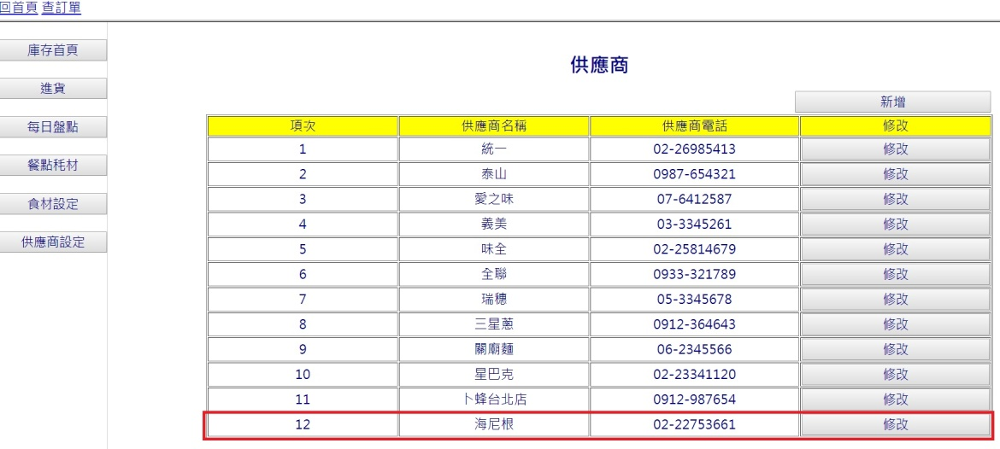 回首頁 查訂單
庫存首頁
進貨
每日盤點
餐點耗材
食材設定
供應商設定
供應商
新增
項次 供應商名稱 供應商電話 修改
1 統一 02-26985413 修改
2 泰山 0987-654321 修改
3 愛之味 07-6412587 修改
4 義美 03-3345261 修改
5 味全 02-25814679 修改
6 全聯 0933-321789 修改
7 瑞穗 05-3345678 修改
8 三星蔥 0912-364643 修改
9 關廟麵 06-2345566 修改
10 星巴克 02-23341120 修改
11 卜蜂台北店 0912-987654 修改
12 海尼根 02-22753661 修改